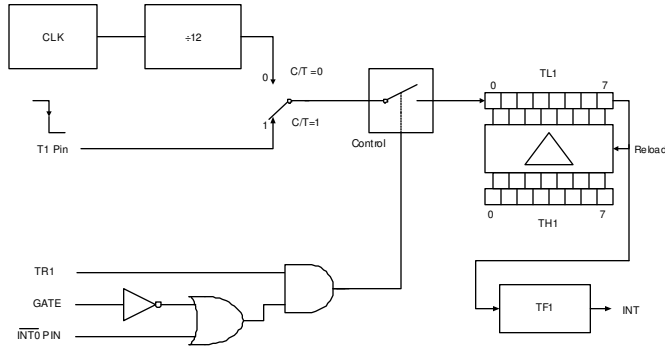 CLK
÷12
0
C/T =0
1
C/T=1
T1 Pin
Control
0
TL1
7
Reload
0
7
TH1
TR1
GATE
INT0 PIN
TF1
INT